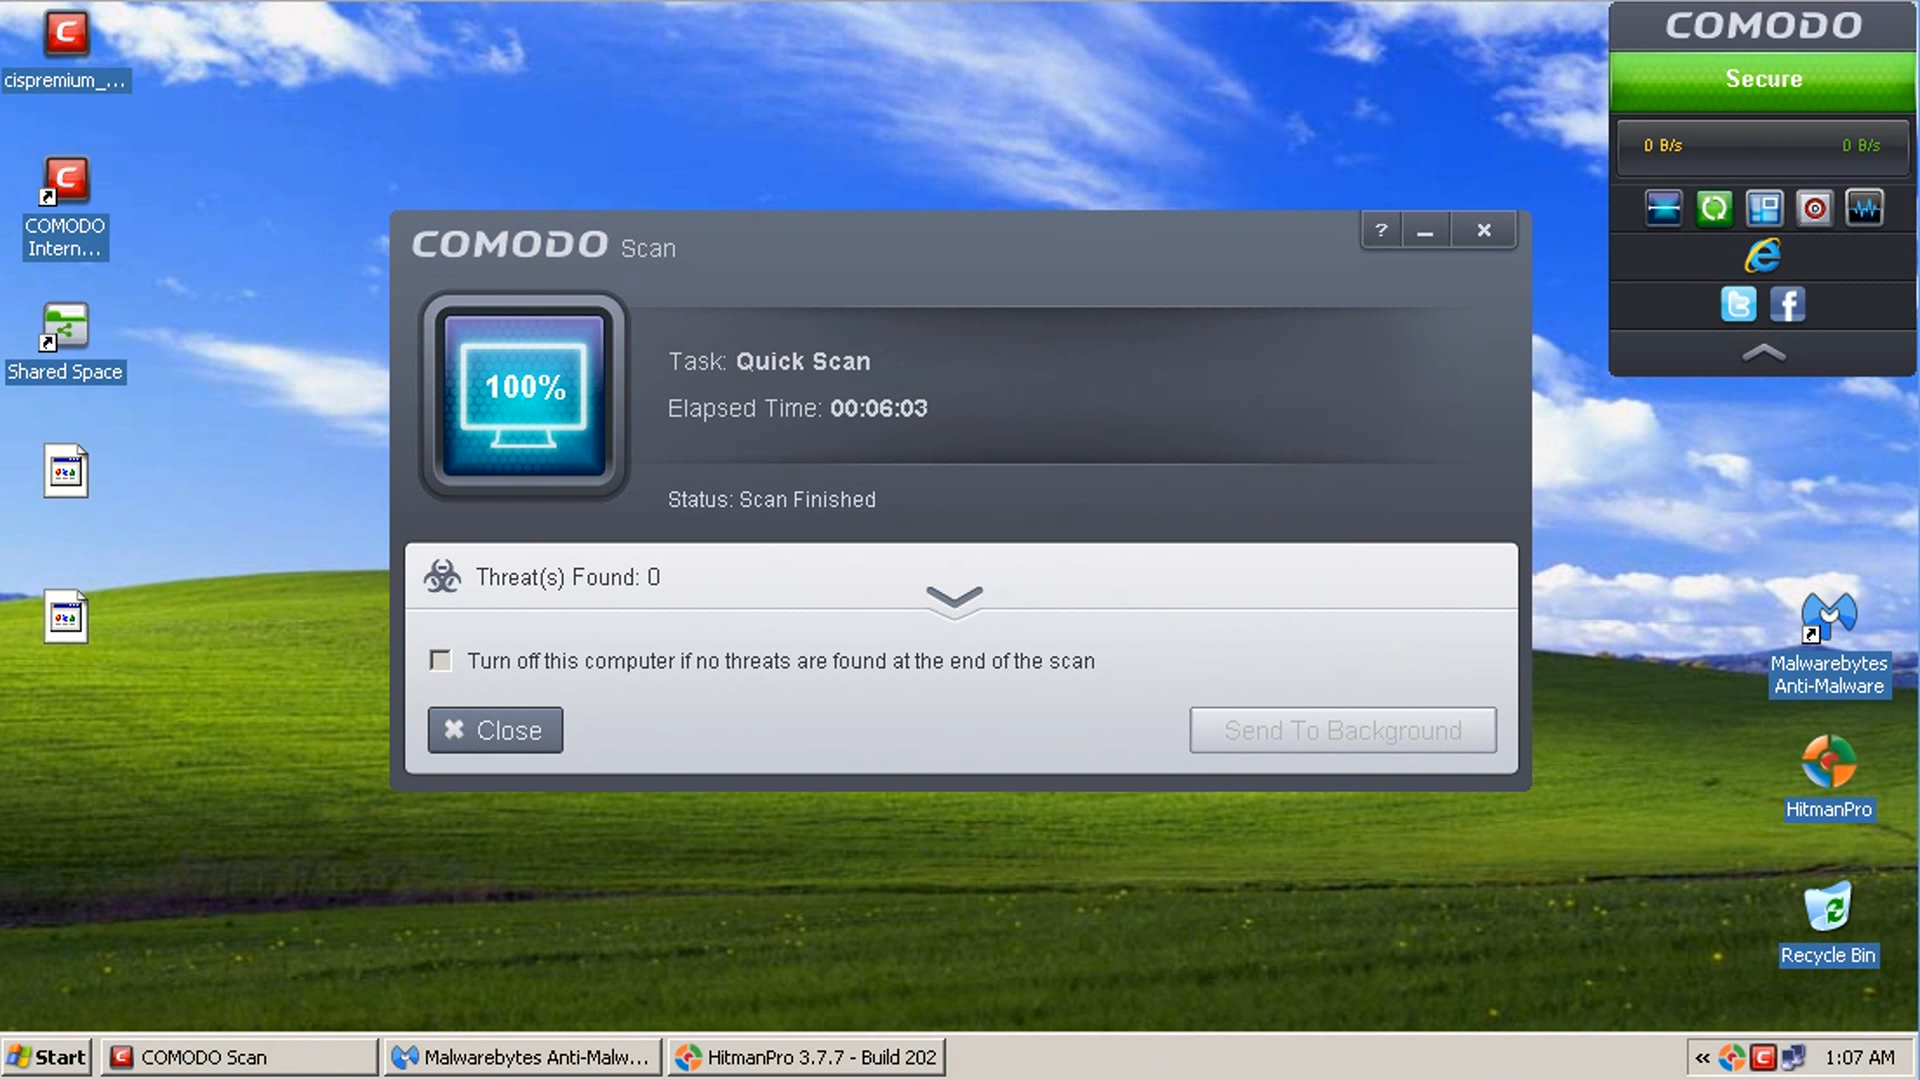 cispremium_...
COMODO
Intern...
Shared Space
COMODO
Secure
0 B/s
0 B/s
COMODO Scan
?
100%
Task: Quick Scan
Elapsed Time: 00:06:03
Status: Scan Finished
Threat(s) Found: 0
Turn off this computer if no threats are found at the end of the scan
Close
Send To Background
Malwarebytes
Anti-Malware
HitmanPro
Recycle Bin
Start
COMODO Scan
Malwarebytes Anti-Malw...
HitmanPro 3.7.7 - Build 202
1:07 AM